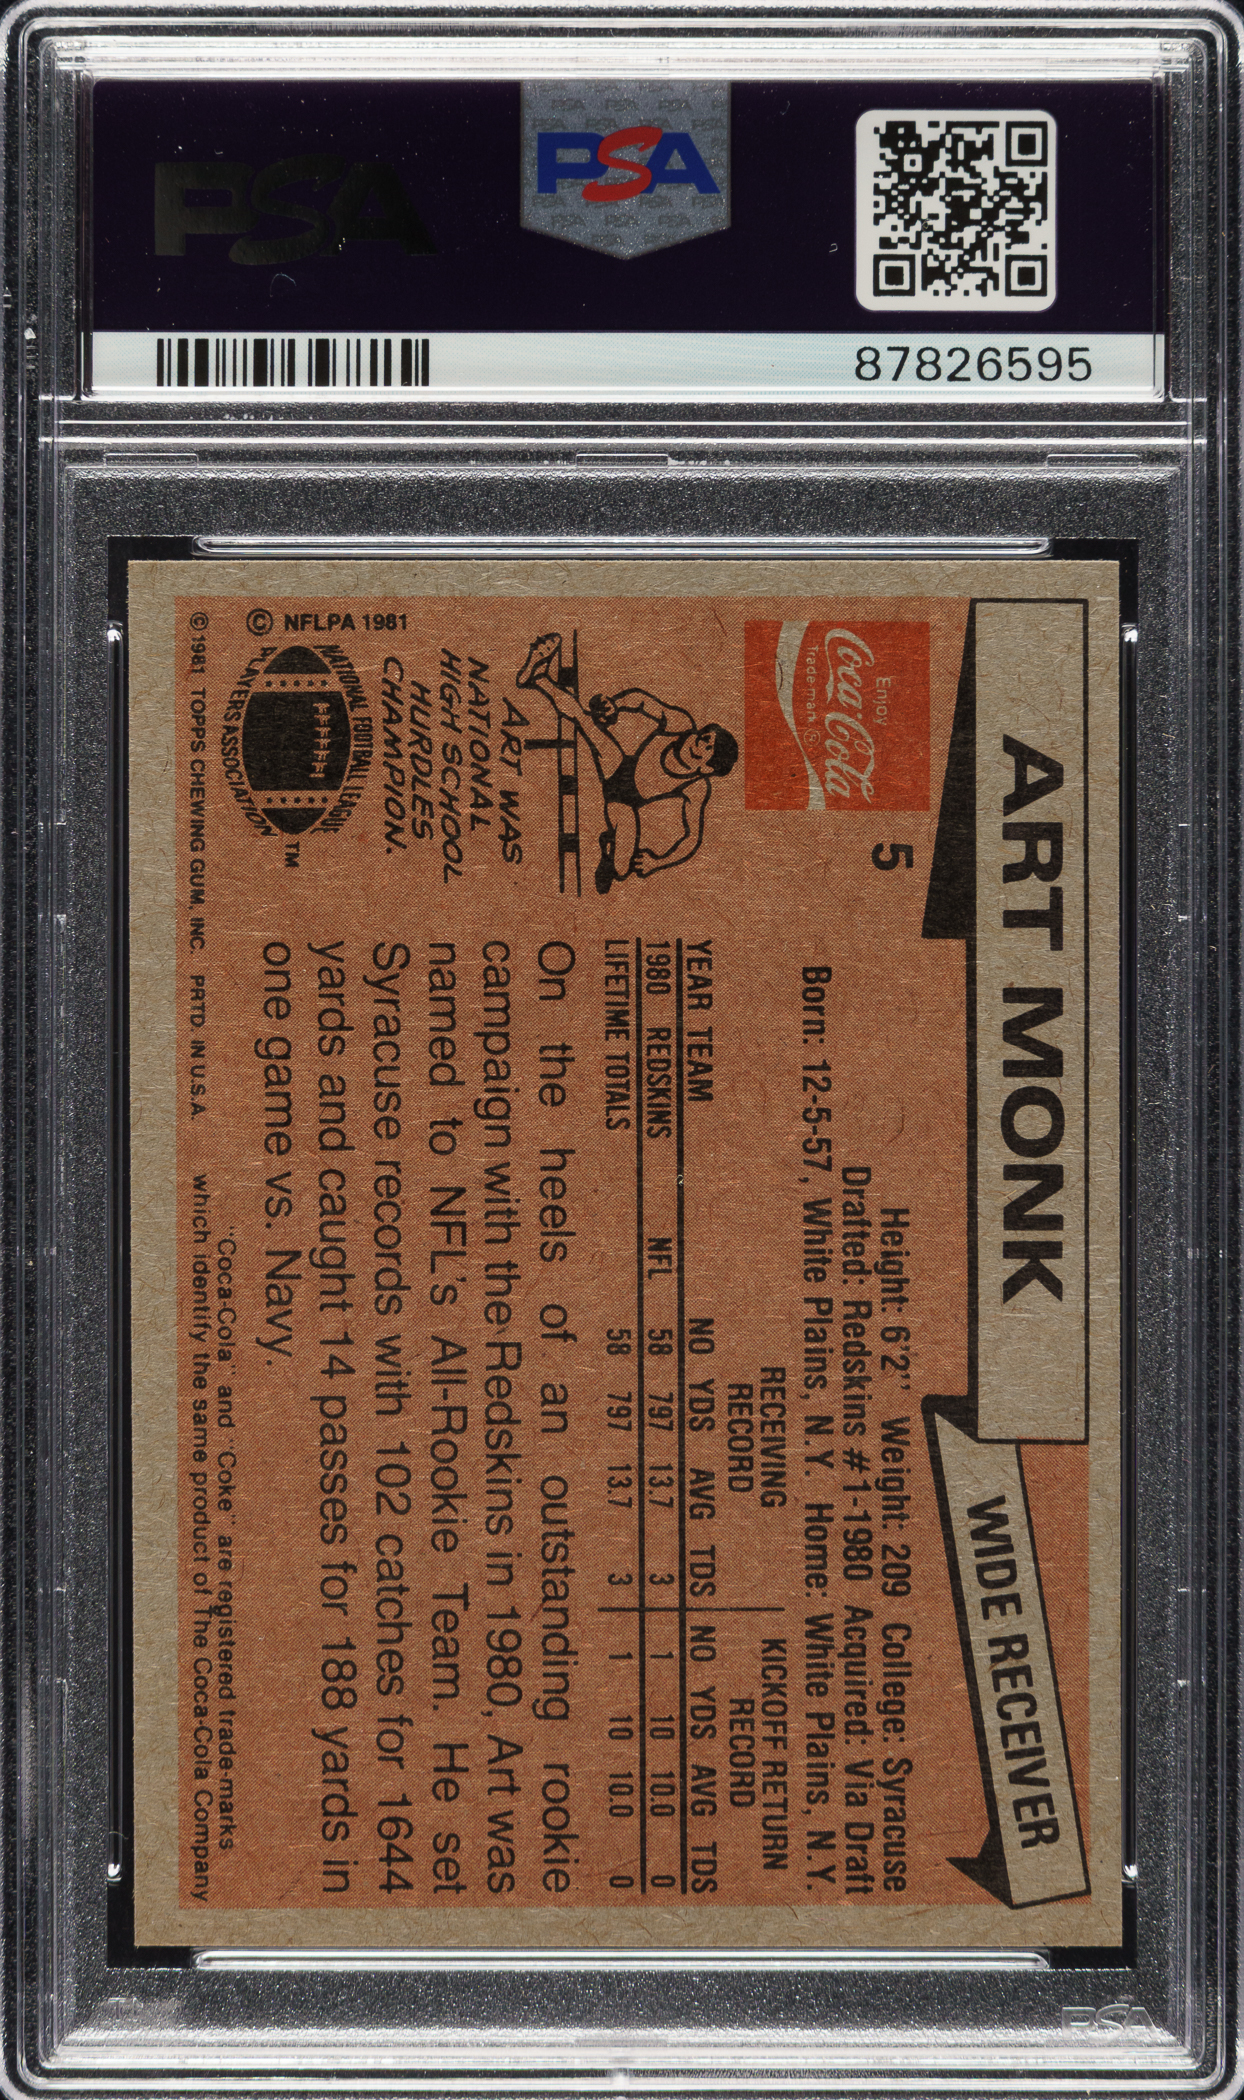 PSA
PSA
87826595
ART MONK
WIDE RECEIVER
Enjoy
Coca-Cola
Trade-mark ®
5
Height: 6'2" Weight: 209 College: Syracuse
Drafted: Redskins #1-1980 Acquired: Via Draft
Born: 12-5-57, White Plains, N.Y. Home: White Plains, N.Y.
RECEIVING RECORD
KICKOFF RETURN RECORD
YEAR TEAM NO YDS AVG TDS NO YDS AVG TDS
1980 REDSKINS NFL 58 797 13.7 3 1 10 10.0 0
LIFETIME TOTALS 58 797 13.7 3 1 10 10.0 0
ART WAS
NATIONAL
HIGH SCHOOL
HURDLES
CHAMPION.
On the heels of an outstanding rookie
campaign with the Redskins in 1980, Art was
named to NFL's All-Rookie Team. He set
Syracuse records with 102 catches for 1644
yards and caught 14 passes for 188 yards in
one game vs. Navy.
© NFLPA 1981
NATIONAL FOOTBALL LEAGUE
PLAYERS ASSOCIATION
TM
© 1981 TOPPS CHEWING GUM, INC. PRTD. IN U.S.A.
"Coca-Cola" and "Coke" are registered trade-marks
which identify the same product of The Coca-Cola Company
PSA